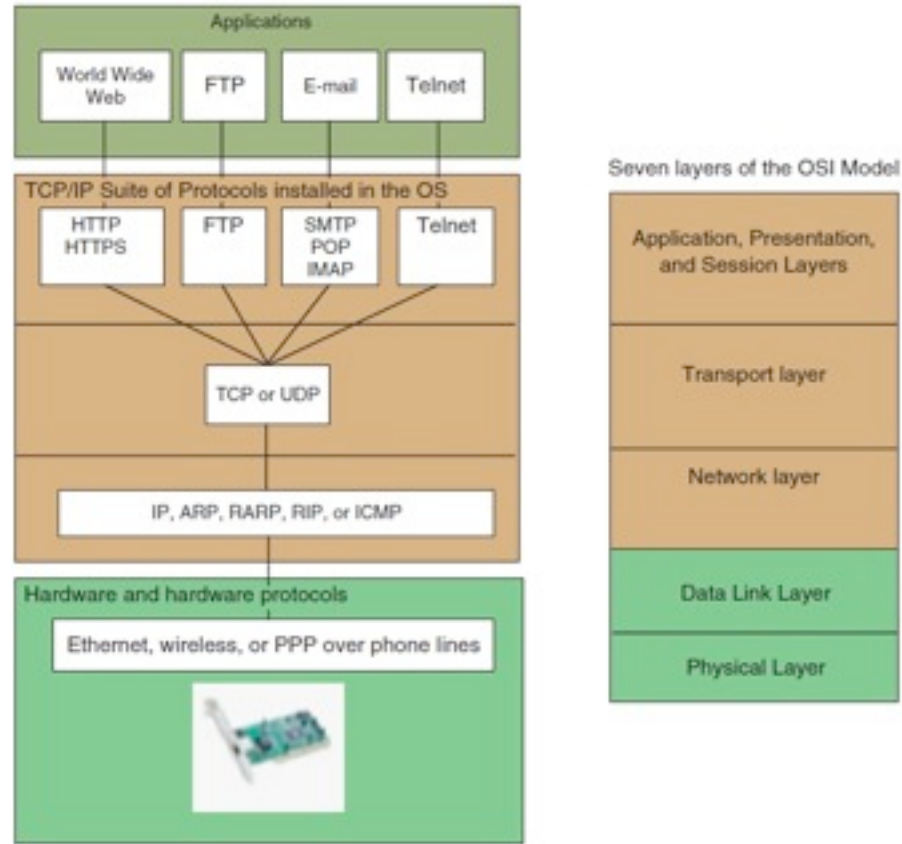 Applications
World Wide
Web
FTP
E-mail
Telnet
TCP/IP Suite of Protocols installed in the OS
HTTP
HTTPS
FTP
SMTP
POP
IMAP
Telnet
TCP or UDP
IP, ARP, RARP, RIP, or ICMP
Hardware and hardware protocols
Ethernet, wireless, or PPP over phone lines
Seven layers of the OSI Model
Application, Presentation,
and Session Layers
Transport layer
Network layer
Data Link Layer
Physical Layer